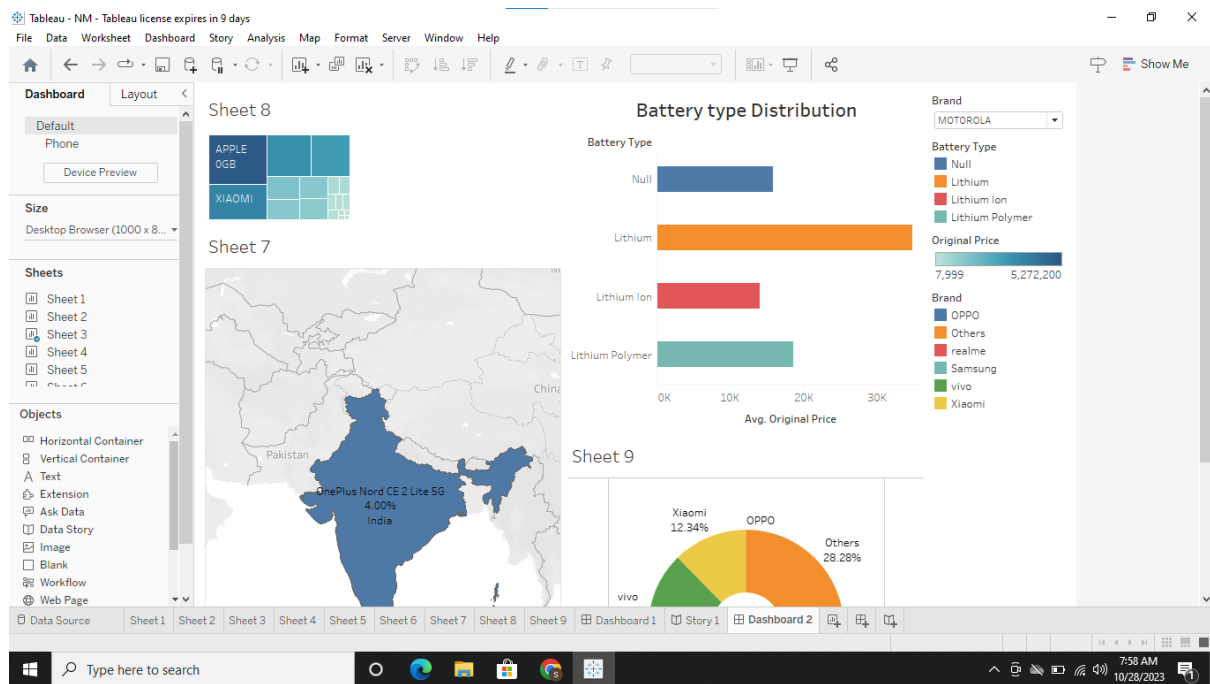 Tableau - NM - Tableau license expires in 9 days
File Data Worksheet Dashboard Story Analysis Map Format Server Window Help
Show Me
Dashboard Layout
Default
Phone
Device Preview
Size
Desktop Browser (1000 x 8...
Sheets
Sheet 1
Sheet 2
Sheet 3
Sheet 4
Sheet 5
Objects
Horizontal Container
Vertical Container
Text
Extension
Ask Data
Data Story
Image
Blank
Workflow
Web Page
Sheet 8
APPLE
0GB
XIAOMI
Sheet 7
China
Pakistan
OnePlus Nord CE 2 Lite 5G
4.00%
India
Battery type Distribution
Battery Type
Null
Lithium
Lithium Ion
Lithium Polymer
0K 10K 20K 30K
Avg. Original Price
Sheet 9
Xiaomi
12.34%
OPPO
Others
28.28%
vivo
Brand
MOTOROLA
Battery Type
Null
Lithium
Lithium Ion
Lithium Polymer
Original Price
7,999 5,272,200
Brand
OPPO
Others
realme
Samsung
vivo
Xiaomi
Data Source Sheet 1 Sheet 2 Sheet 3 Sheet 4 Sheet 5 Sheet 6 Sheet 7 Sheet 8 Sheet 9 Dashboard 1 Story 1 Dashboard 2
Type here to search
7:58 AM
10/28/2023
1